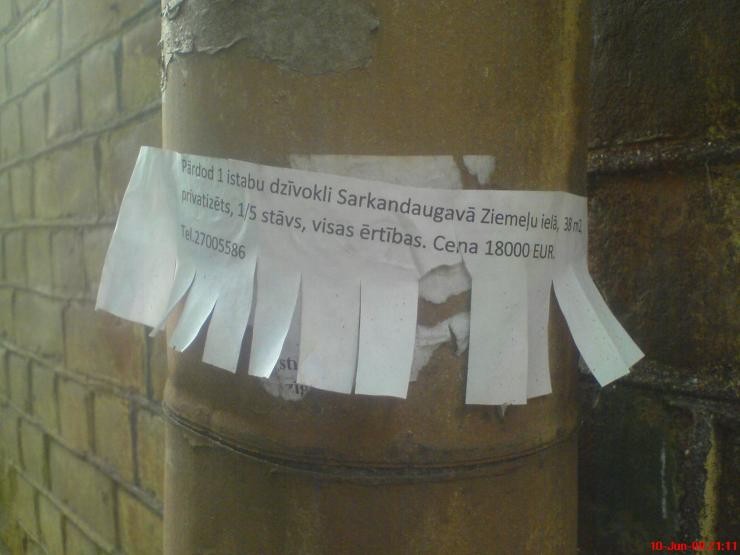 Pārdod 1 istabu dzīvokli Sarkandaugavā Ziemeļu ielā, 38 m2,
privatizēts, 1/5 stāvs, visas ērtības. Cena 18000 EUR.
Tel.27005586